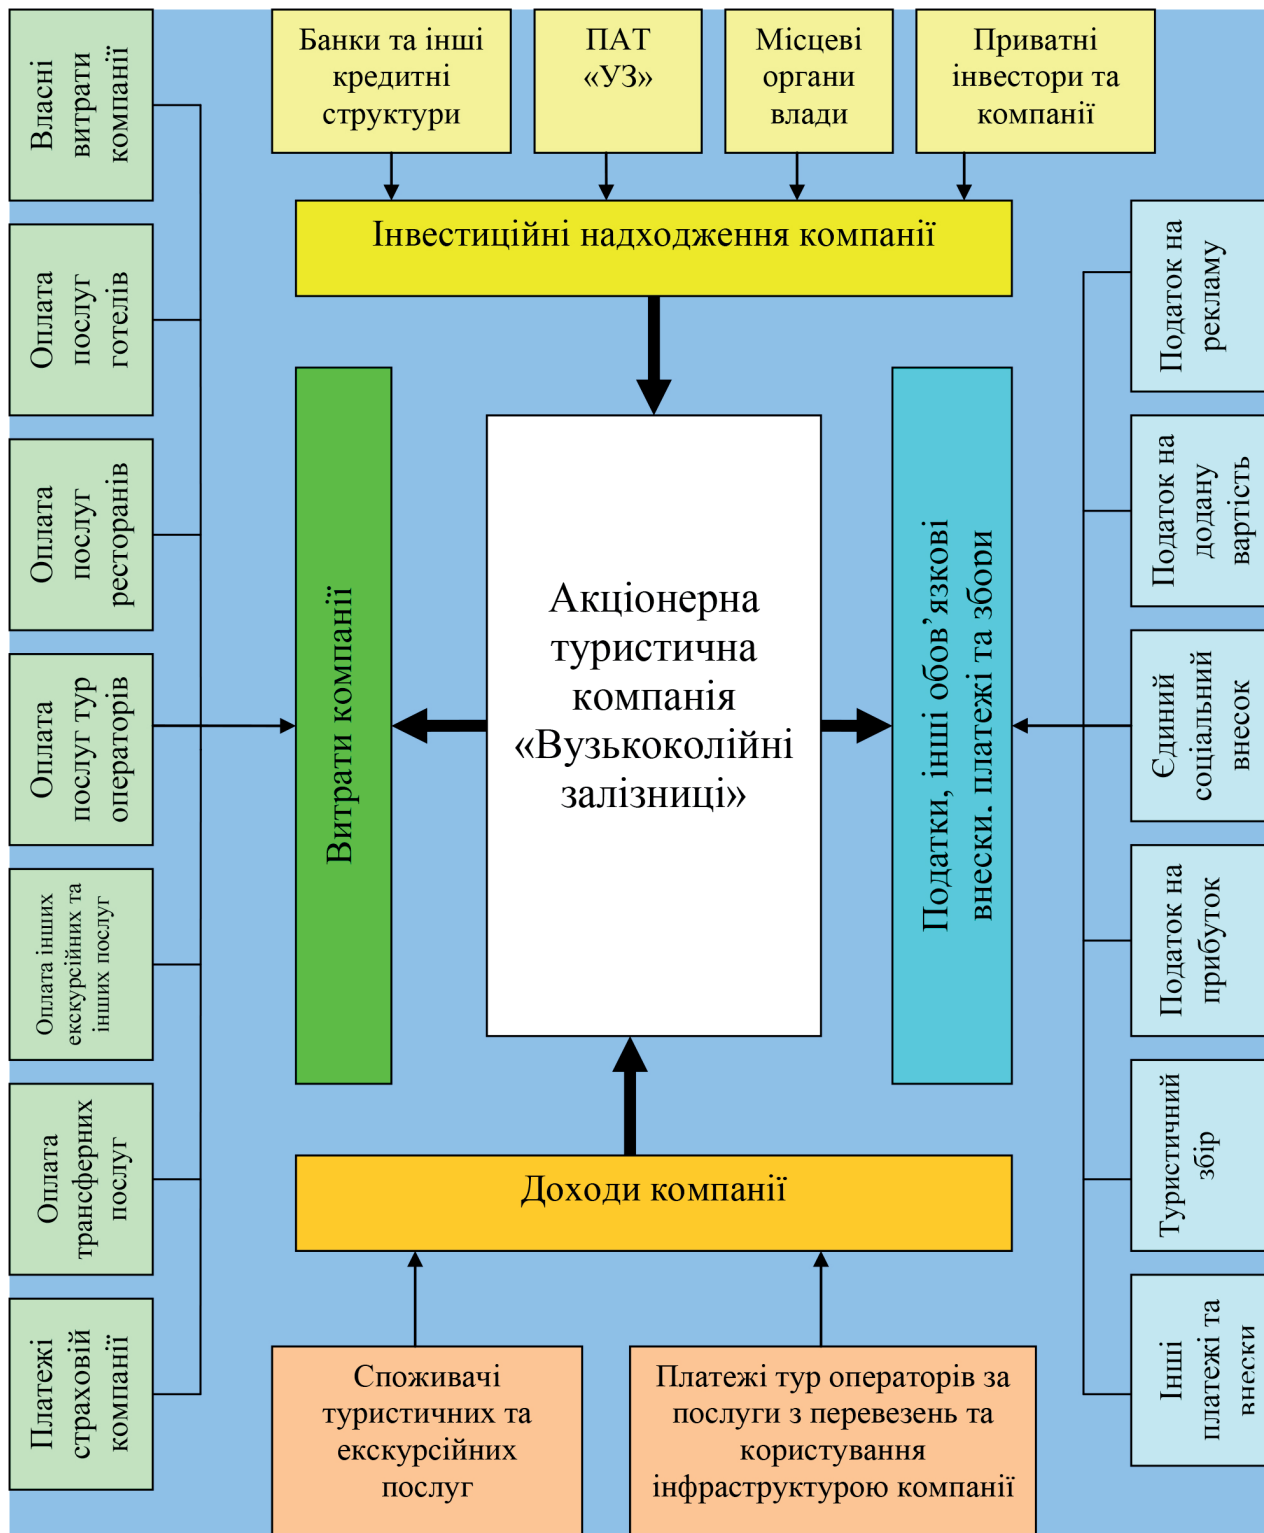 Банки та інші
кредитні
структури
ПАТ
«УЗ»
Місцеві
органи
влади
Приватні
інвестори та
компанії
Інвестиційні надходження компанії
Власні
витрати
компанії
Оплата
послуг
готелів
Оплата
послуг
ресторанів
Оплата
послуг тур
операторів
Оплата інших
екскурсійних та
інших послуг
Оплата
трансферних
послуг
Платежі
страховій
компанії
Витрати компанії
Акціонерна
туристична
компанія
«Вузькоколійні
залізниці»
Податки, інші обов’язкові
внески. платежі та збори
Податок на
рекламу
Податок на
додану
вартість
Єдиний
соціальний
внесок
Податок на
прибуток
Туристичний
збір
Інші
платежі та
внески
Доходи компанії
Споживачі
туристичних та
екскурсійних
послуг
Платежі тур операторів за
послуги з перевезень та
користування
інфраструктурою компанії